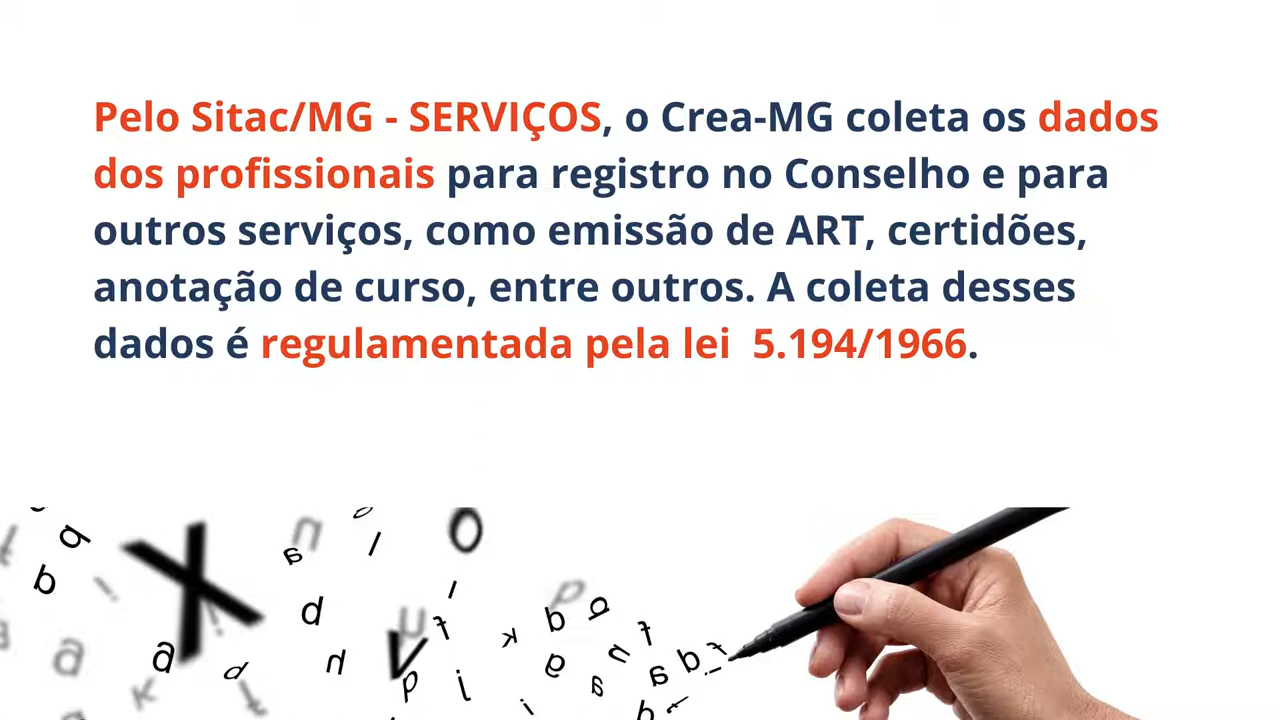 Pelo Sitac/MG - SERVIÇOS, o Crea-MG coleta os dados
dos profissionais para registro no Conselho e para
outros serviços, como emissão de ART, certidões,
anotação de curso, entre outros. A coleta desses
dados é regulamentada pela lei  5.194/1966.